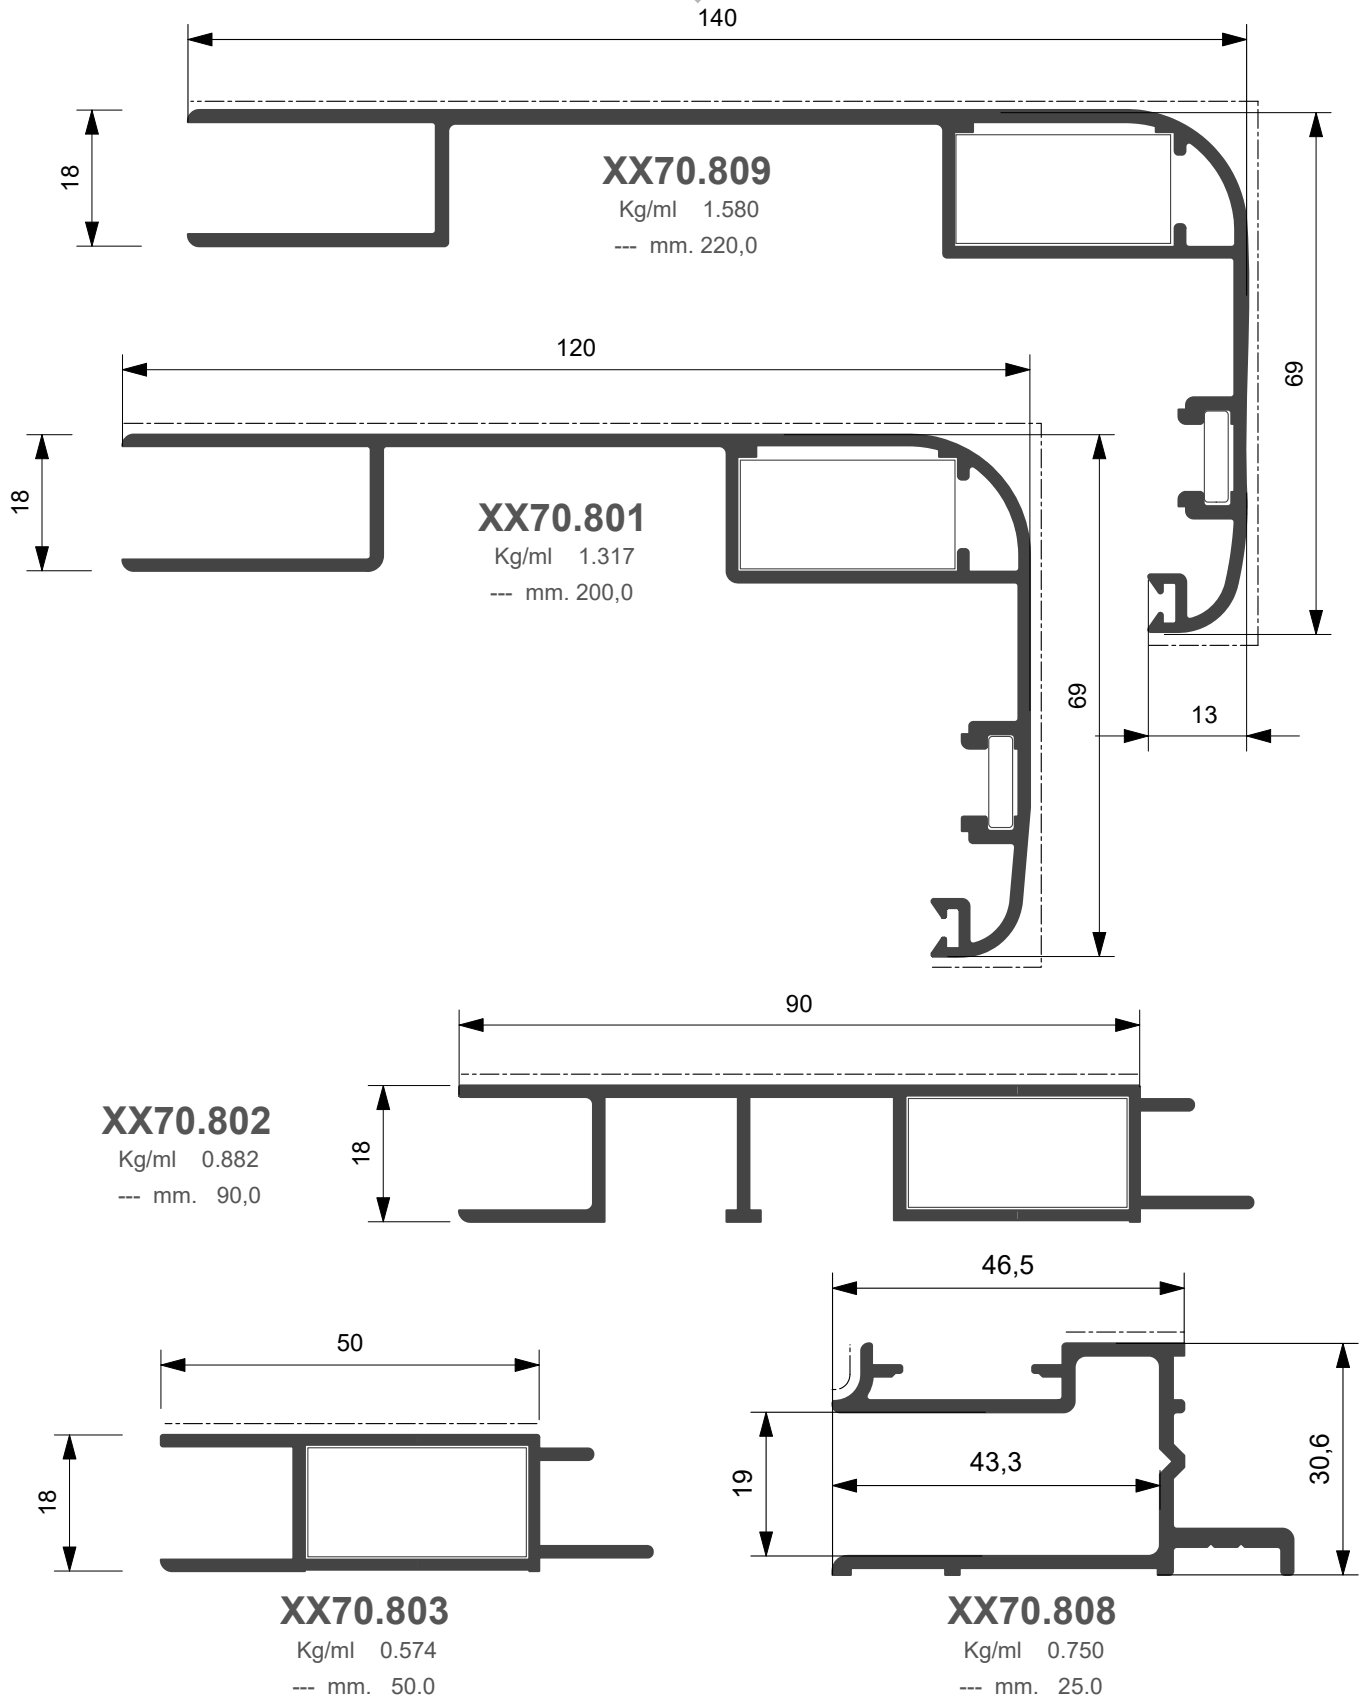 140
18
XX70.809
Kg/ml 1.580
--- mm. 220,0
69
120
18
XX70.801
Kg/ml 1.317
--- mm. 200,0
69
13
90
XX70.802
Kg/ml 0.882
--- mm. 90,0
18
46,5
50
18
19
43,3
30,6
XX70.803
Kg/ml 0.574
--- mm. 50.0
XX70.808
Kg/ml 0.750
--- mm. 25.0